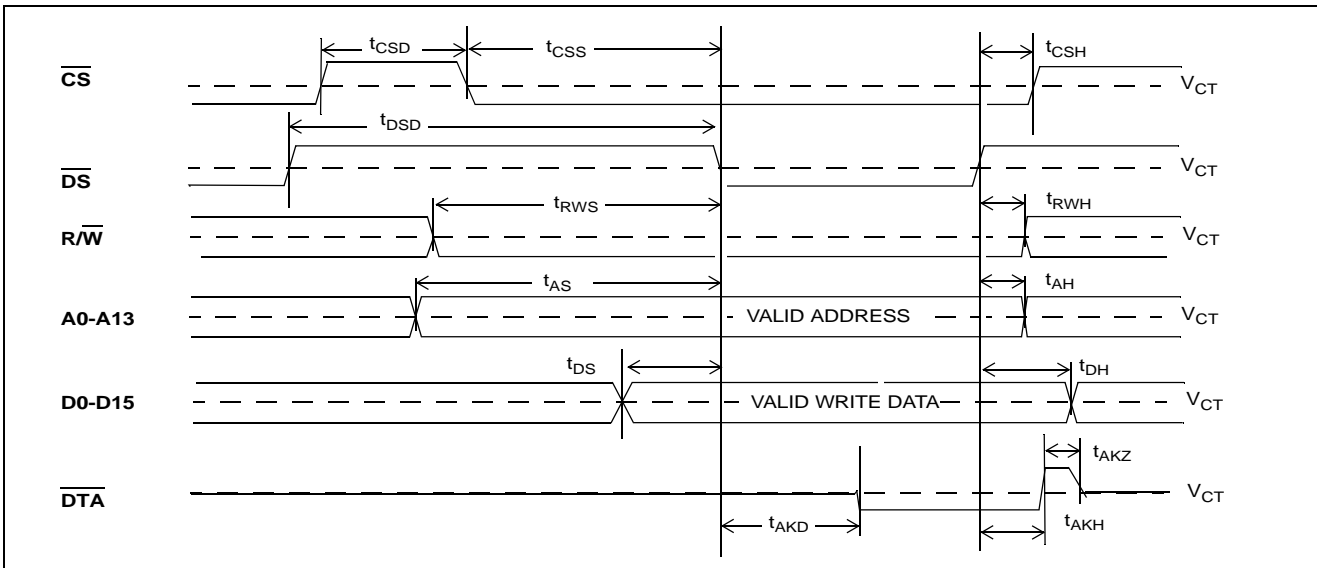 tCSD
tCSS
tCSH
CS
VCT
tDSD
DS
VCT
tRWS
tRWH
R/W
VCT
tAS
tAH
A0-A13
VALID ADDRESS
VCT
tDS
tDH
D0-D15
VALID WRITE DATA
VCT
tAKZ
DTA
VCT
tAKD
tAKH